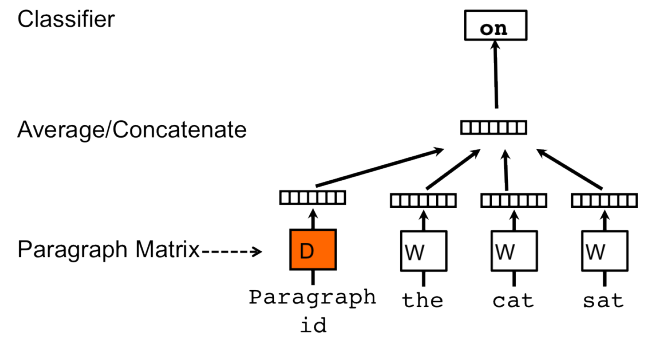 Classifier
on
Average/Concatenate
Paragraph Matrix
D
W
W
W
Paragraph
id
the
cat
sat